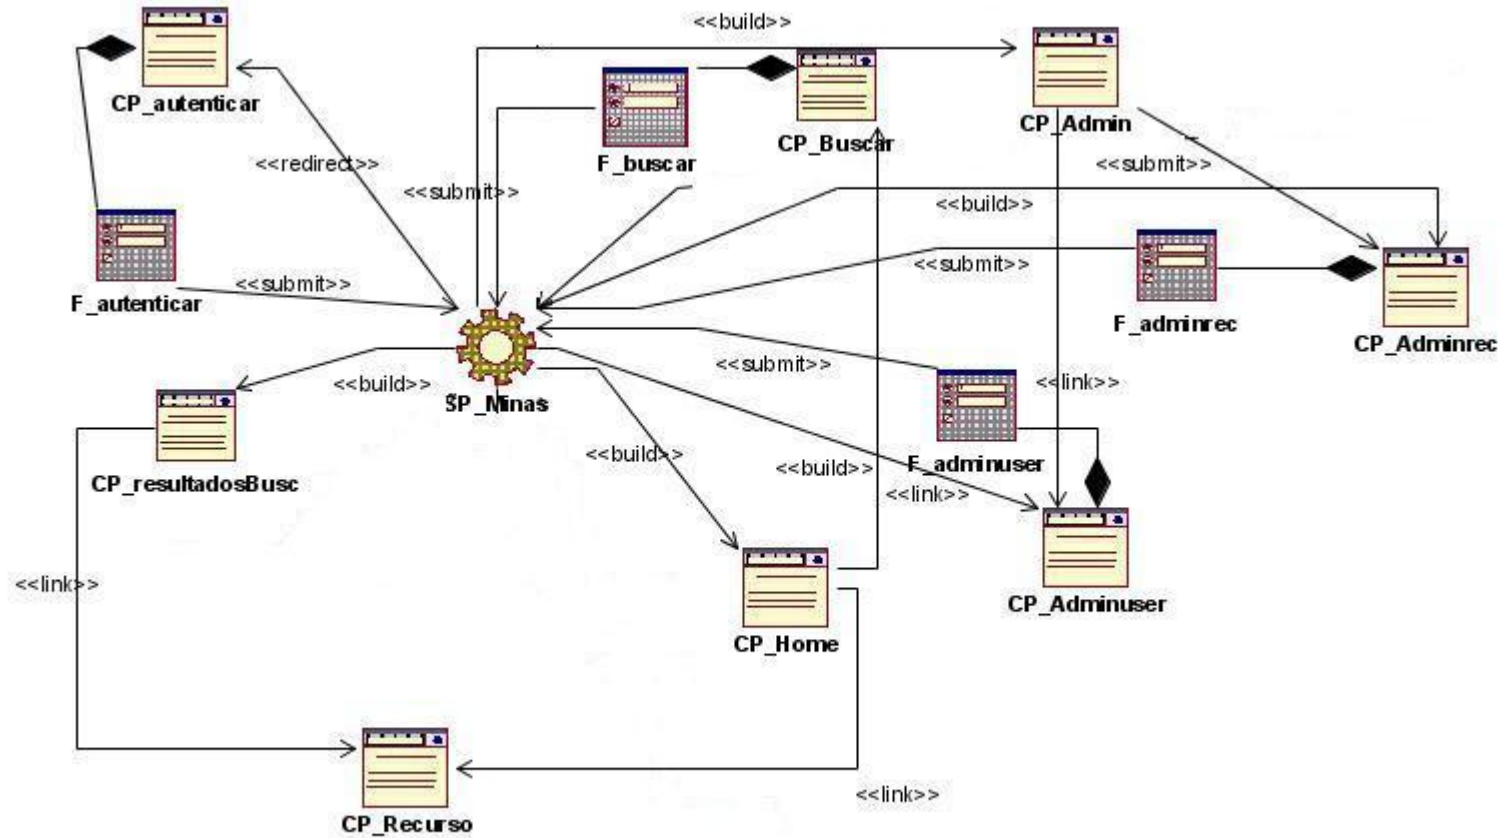 <<build>>
CP_autenticar
CP_Admin
CP_Buscar
<<redirect>>
F_buscar
<<submit>>
<<submit>>
<<build>>
<<submit>>
<<submit>>
F_autenticar
F_adminrec
CP_Adminrec
<<build>>
<<submit>>
<<link>>
SP_Minas
<<build>>
<<build>>
F_adminuser
CP_resultadosBusc
<<link>>
<<link>>
CP_Adminuser
CP_Home
<<link>>
CP_Recurso